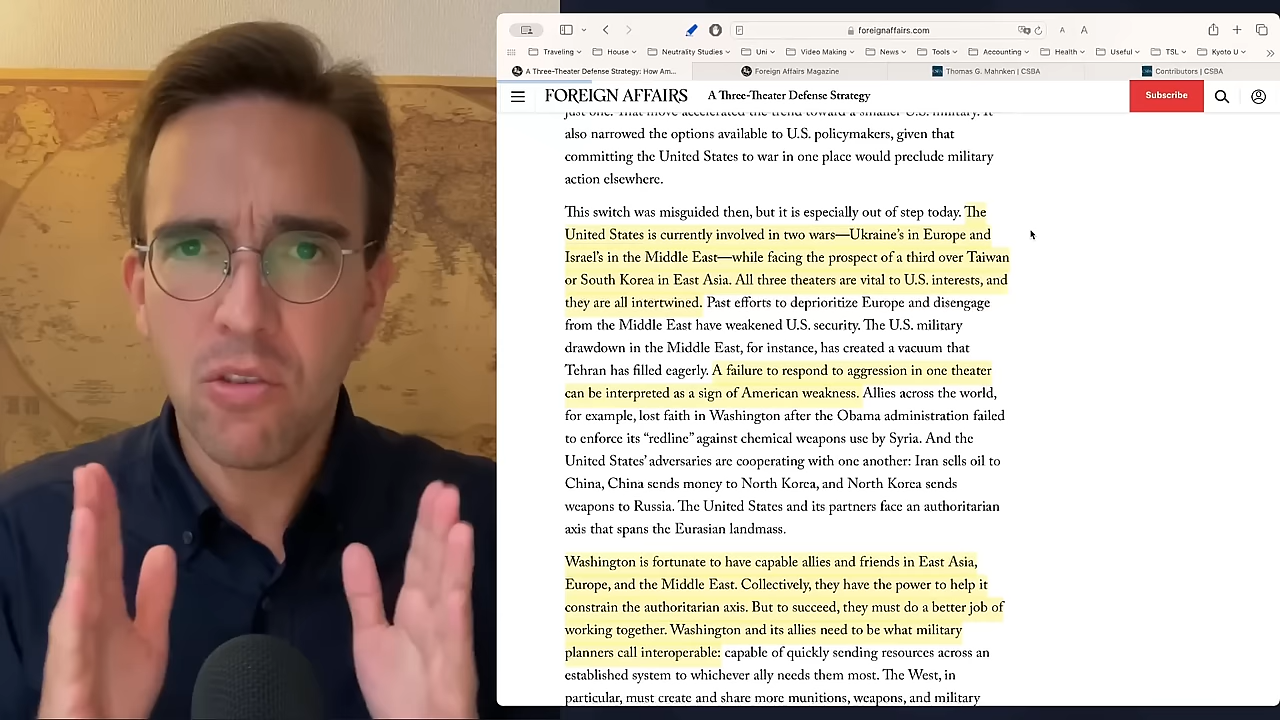 foreignaffairs.com
A
A
Traveling
House
Neutrality Studies
Uni
Video Making
News
Tools
Accounting
Health
Useful
TSL
Kyoto U
A Three-Theater Defense Strategy: How Am...
Foreign Affairs Magazine
Thomas G. Mahnken | CSBA
Contributors | CSBA
FOREIGN AFFAIRS
A Three-Theater Defense Strategy
Subscribe
just one. That move accelerated the trend toward a smaller U.S. military. It
also narrowed the options available to U.S. policymakers, given that
committing the United States to war in one place would preclude military
action elsewhere.
This switch was misguided then, but it is especially out of step today. The
United States is currently involved in two wars—Ukraine’s in Europe and
Israel’s in the Middle East—while facing the prospect of a third over Taiwan
or South Korea in East Asia. All three theaters are vital to U.S. interests, and
they are all intertwined. Past efforts to deprioritize Europe and disengage
from the Middle East have weakened U.S. security. The U.S. military
drawdown in the Middle East, for instance, has created a vacuum that
Tehran has filled eagerly. A failure to respond to aggression in one theater
can be interpreted as a sign of American weakness. Allies across the world,
for example, lost faith in Washington after the Obama administration failed
to enforce its “redline” against chemical weapons use by Syria. And the
United States’ adversaries are cooperating with one another: Iran sells oil to
China, China sends money to North Korea, and North Korea sends
weapons to Russia. The United States and its partners face an authoritarian
axis that spans the Eurasian landmass.
Washington is fortunate to have capable allies and friends in East Asia,
Europe, and the Middle East. Collectively, they have the power to help it
constrain the authoritarian axis. But to succeed, they must do a better job of
working together. Washington and its allies need to be what military
planners call interoperable: capable of quickly sending resources across an
established system to whichever ally needs them most. The West, in
particular, must create and share more munitions, weapons, and military